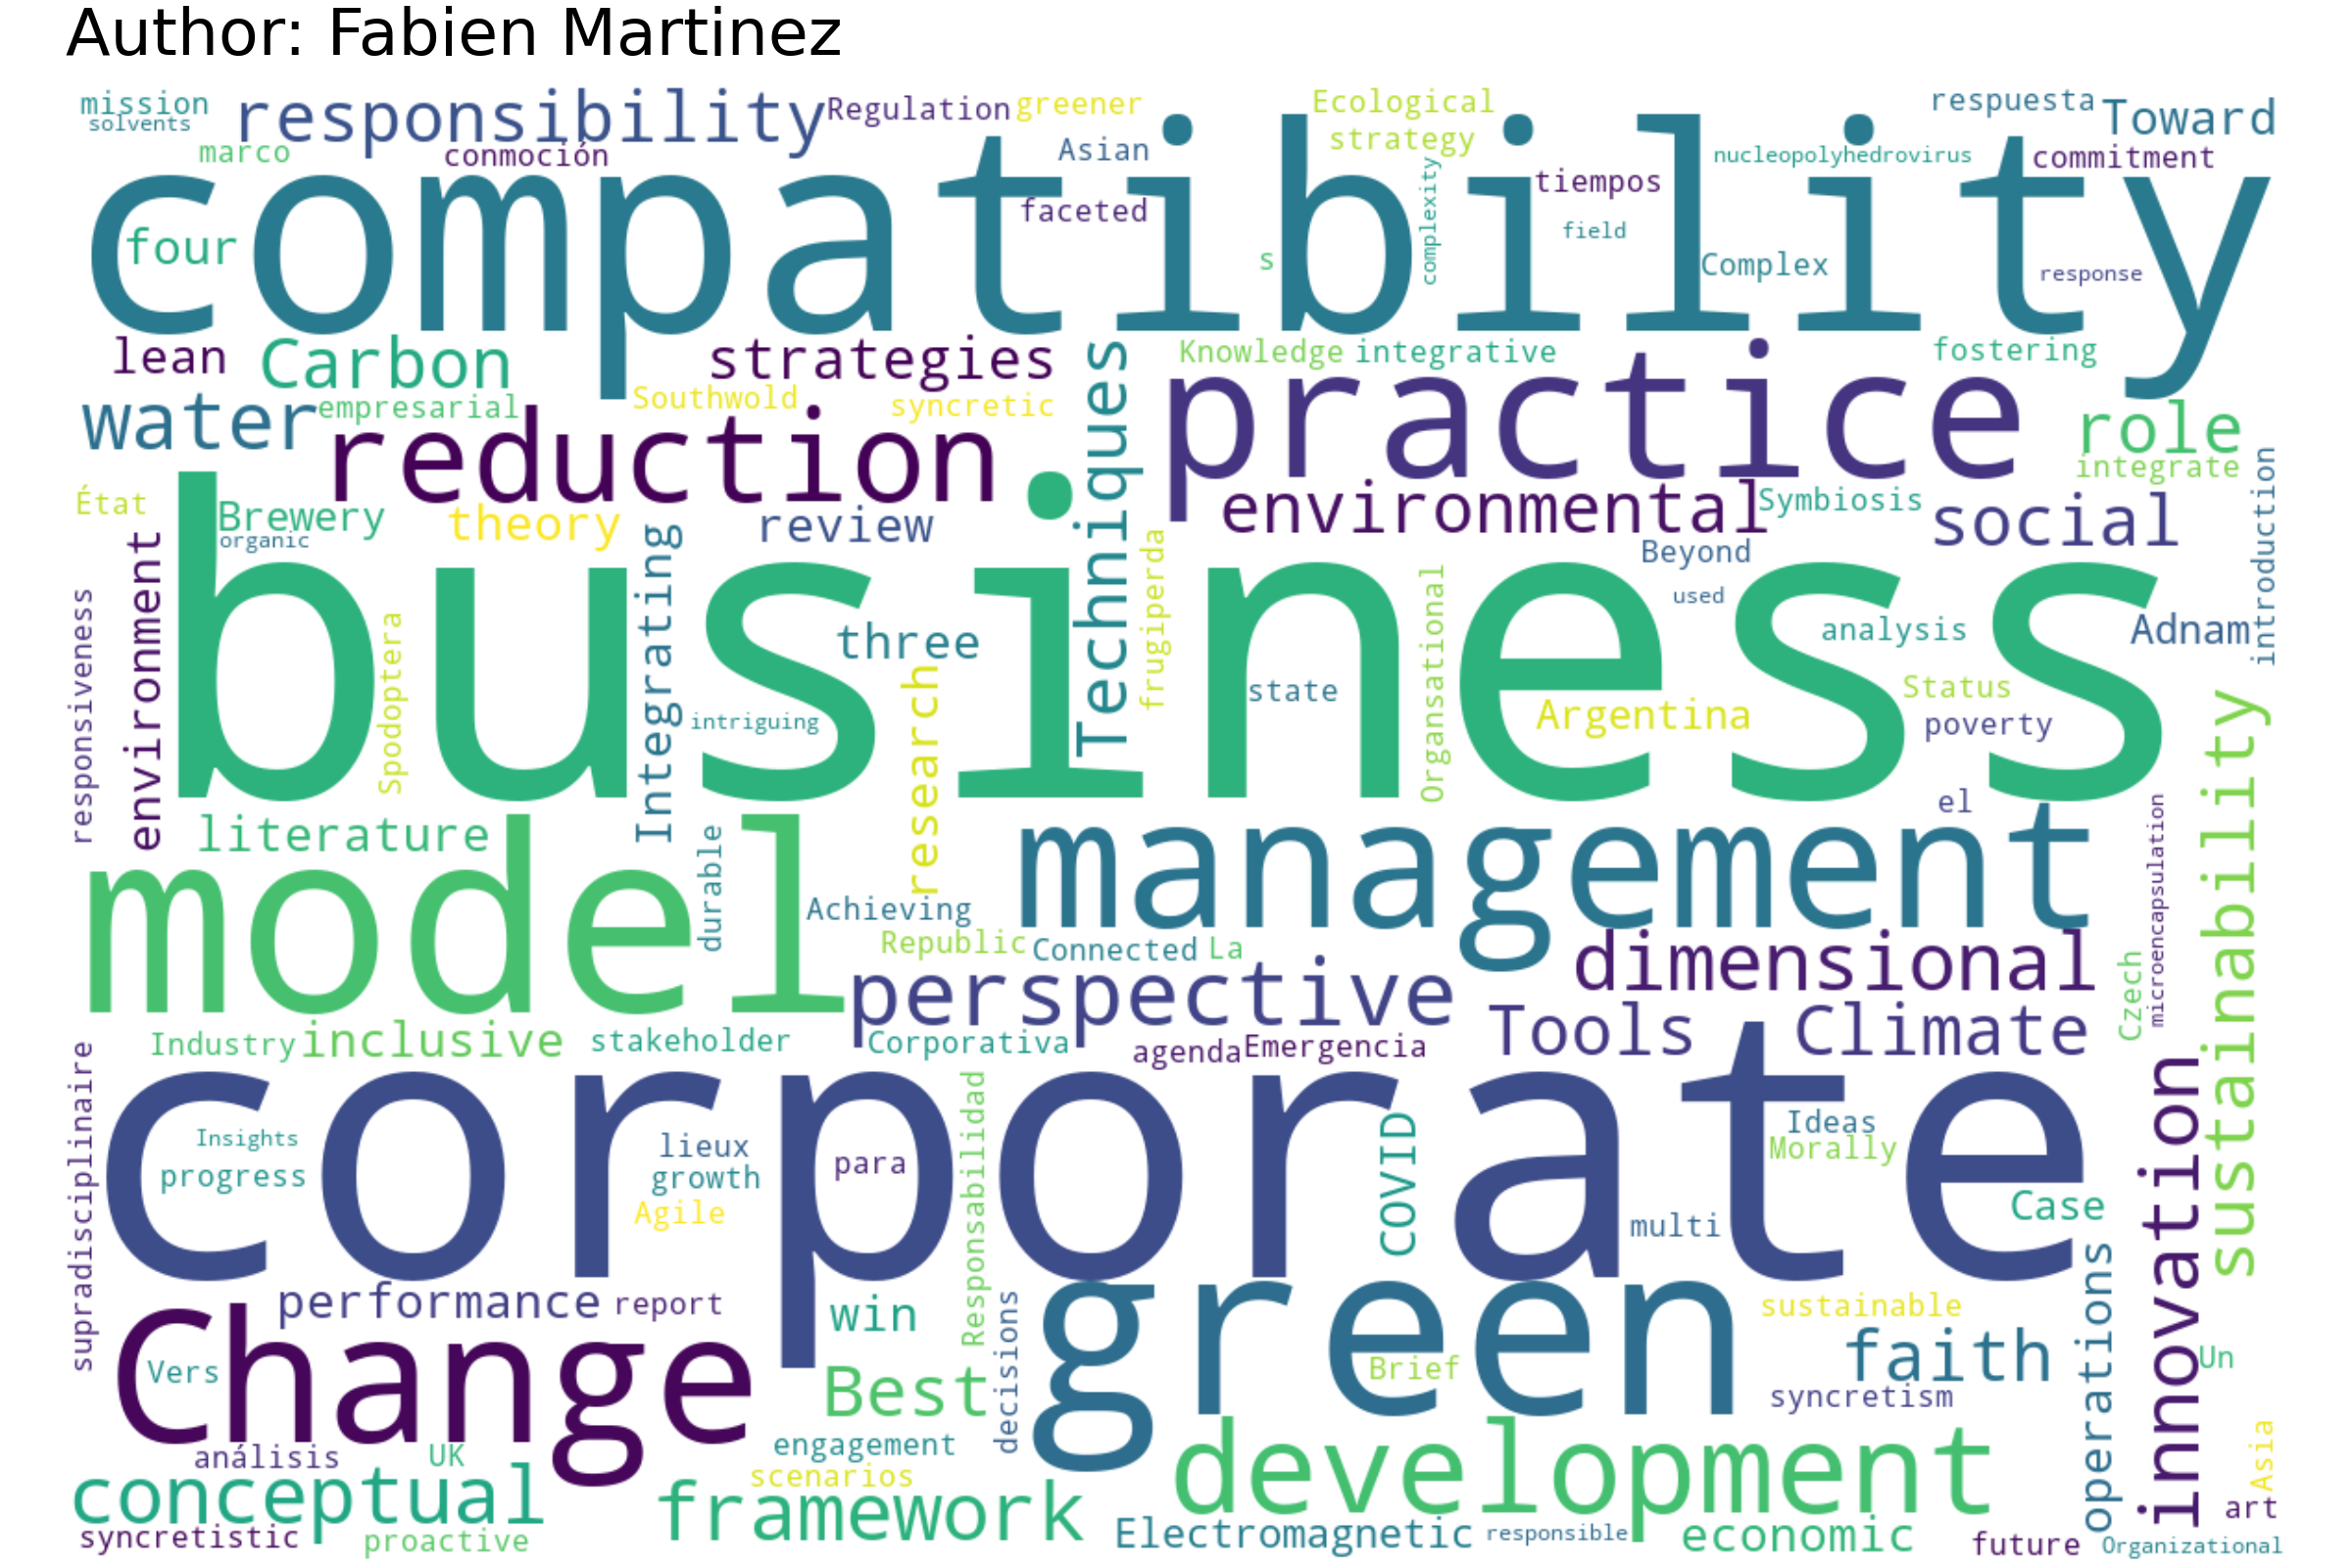 Author: Fabien Martinez
mission
solvents
responsibility
Regulation
greener
Ecological
strategy
respuesta
Toward
marco
conmoción
Asian
complexity
tiempos
nucleopolyhedrovirus
commitment
compatibility
faceted
four
s
field
Complex
response
lean
Carbon
strategies
Techniques
Knowledge
integrative
fostering
water
empresarial
Southwold
syncretic
practice
role
integrate
reduction
État
Brewery
organic
theory
review
environmental
Symbiosis
social
introduction
business
responsiveness
environment
Spodoptera
Integrating
three
intriguing
research
frugiperda
state
Organsational
Beyond
used
analysis
Adnam
Argentina
Status
poverty
sustainability
el
microencapsulation
literature
model
durable
Achieving
management
Republic
Connected
La
perspective
dimensional
Czech
Industry
inclusive
stakeholder
Corporativa
agenda
Emergencia
Tools
Climate
supradisciplinaire
corporate
Insights
progress
lieux
growth
Agile
para
Responsabilidad
COVID
Ideas
Morally
multi
Case
innovation
performance
report
win
decisions
green
sustainable
operations
Change
Vers
Best
Brief
faith
syncretism
Un
análisis
UK
engagement
scenarios
development
Asia
conceptual
framework
art
syncretistic
proactive
Electromagnetic
responsible
economic
future
Organizational